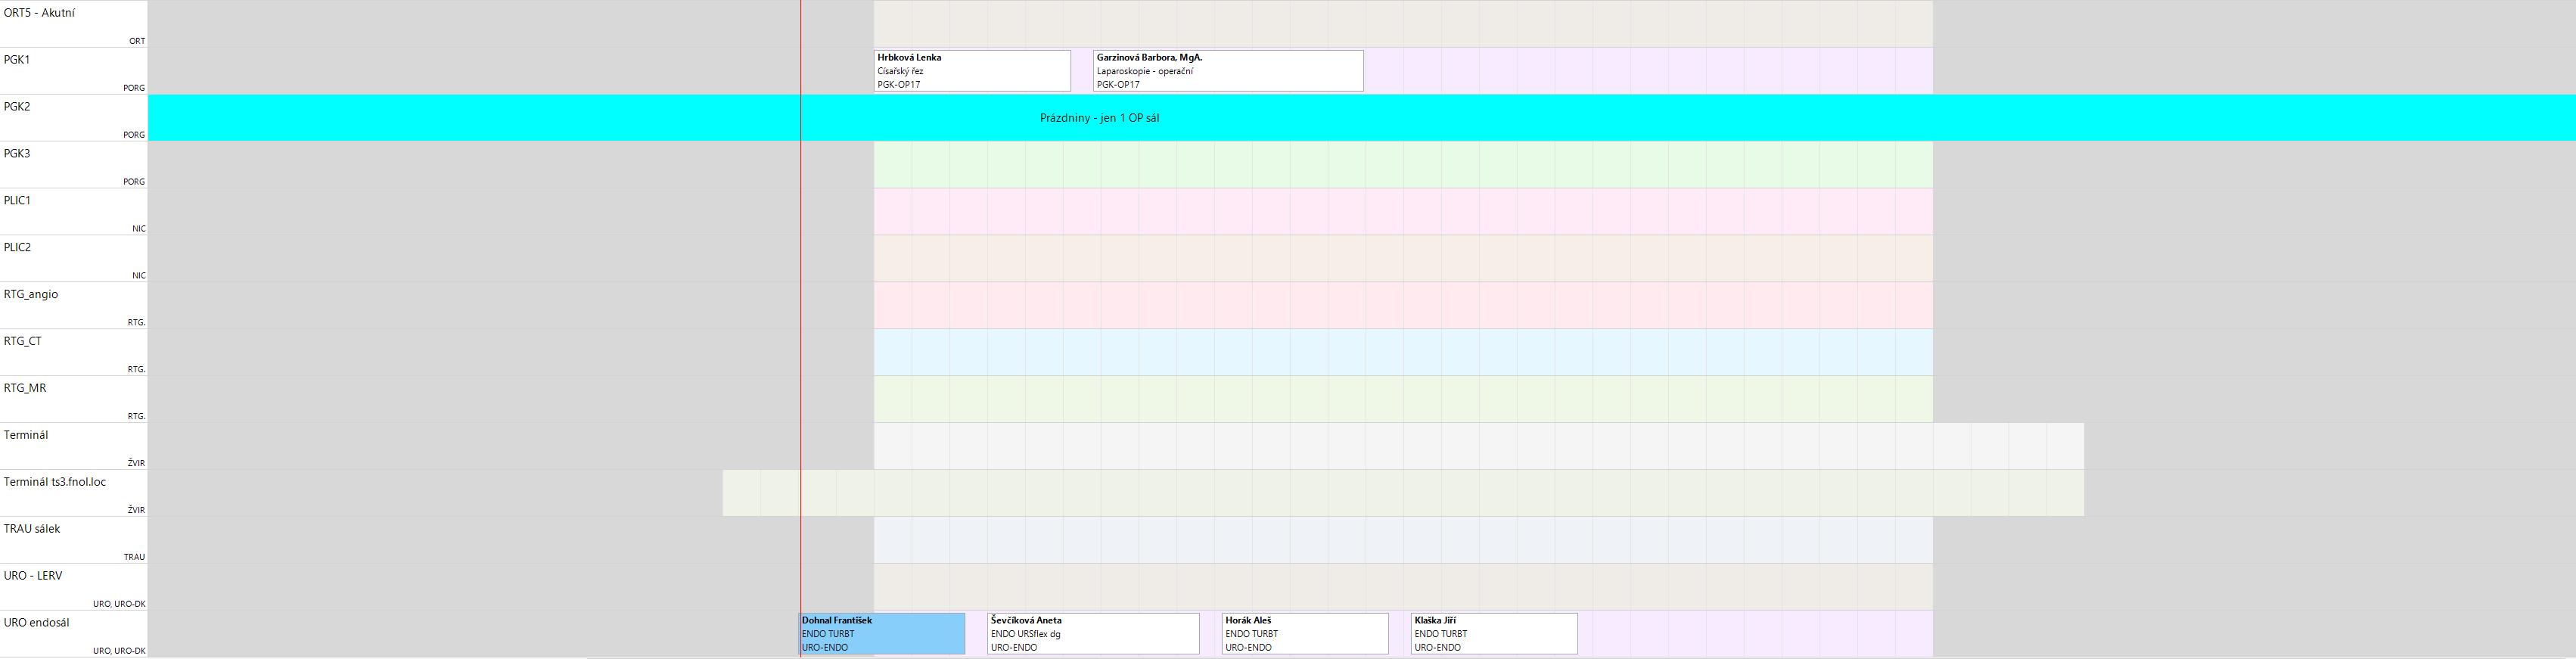 ORT5 - Akutní
ORT
PGK1
PORG
Hrbková Lenka
Císařský řez
PGK-OP17
Garzinová Barbora, MgA.
Laparoskopie - operační
PGK-OP17
PGK2
PORG
Prázdniny - jen 1 OP sál
PGK3
PORG
PLIC1
NIC
PLIC2
NIC
RTG_angio
RTG.
RTG_CT
RTG.
RTG_MR
RTG.
Terminál
ŽVIR
Terminál ts3.fnol.loc
ŽVIR
TRAU sálek
TRAU
URO - LERV
URO, URO-DK
URO endosál
URO, URO-DK
Dohnal František
ENDO TURBT
URO-ENDO
Ševčíková Aneta
ENDO URSflex dg
URO-ENDO
Horák Aleš
ENDO TURBT
URO-ENDO
Klaška Jiří
ENDO TURBT
URO-ENDO